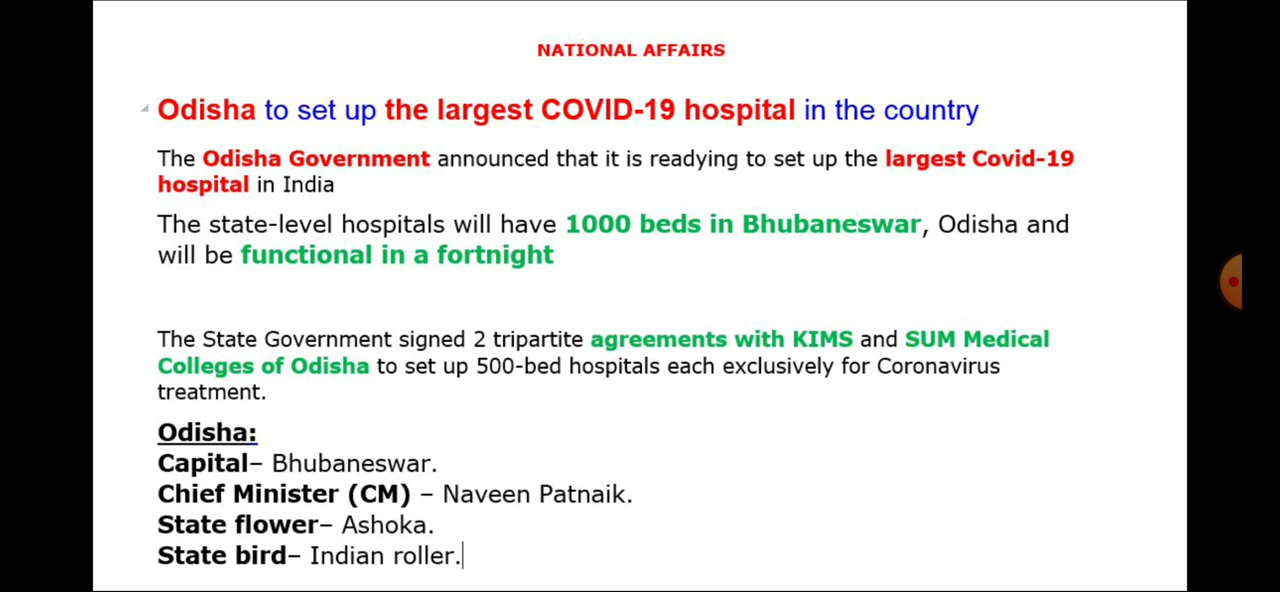 NATIONAL AFFAIRS
Odisha to set up the largest COVID-19 hospital in the country
The Odisha Government announced that it is readying to set up the largest Covid-19
hospital in India
The state-level hospitals will have 1000 beds in Bhubaneswar, Odisha and
will be functional in a fortnight
The State Government signed 2 tripartite agreements with KIMS and SUM Medical
Colleges of Odisha to set up 500-bed hospitals each exclusively for Coronavirus
treatment.
Odisha:
Capital– Bhubaneswar.
Chief Minister (CM) – Naveen Patnaik.
State flower– Ashoka.
State bird– Indian roller.